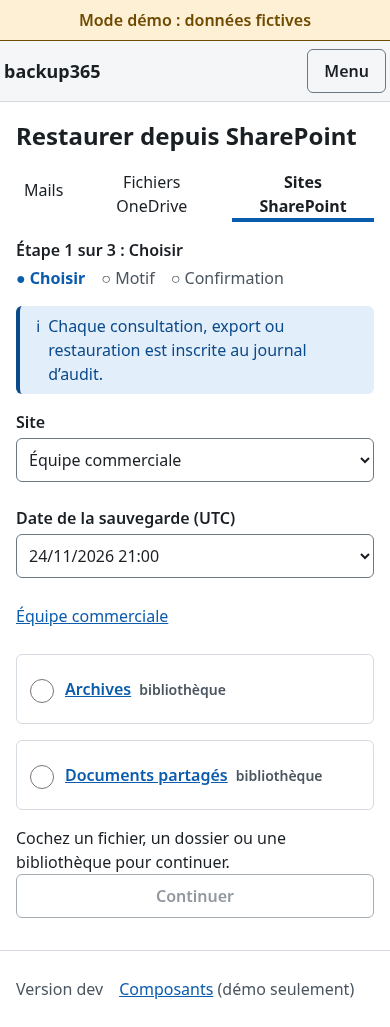 Mode démo : données fictives
backup365
Menu
Restaurer depuis SharePoint
Mails
Fichiers
OneDrive
Sites
SharePoint
Étape 1 sur 3 : Choisir
● Choisir ○ Motif ○ Confirmation
i Chaque consultation, export ou
restauration est inscrite au journal
d’audit.
Site
Équipe commerciale
Date de la sauvegarde (UTC)
24/11/2026 21:00
Équipe commerciale
Archives bibliothèque
Documents partagés bibliothèque
Cochez un fichier, un dossier ou une
bibliothèque pour continuer.
Continuer
Version dev Composants (démo seulement)